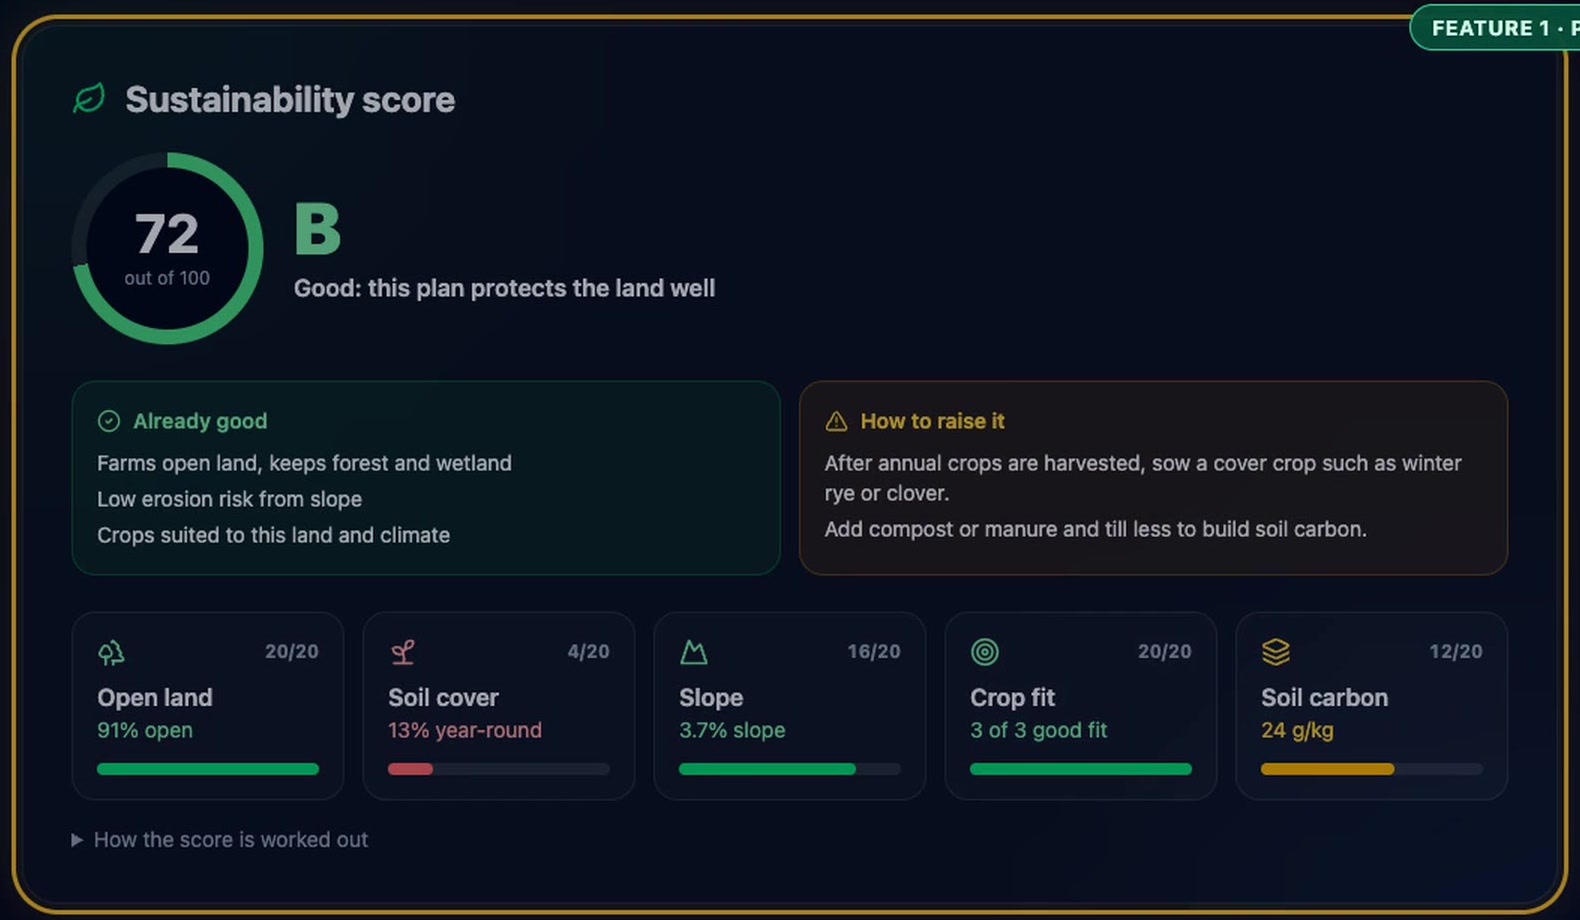 FEATURE 1 · P
Sustainability score
72
out of 100
B
Good: this plan protects the land well
Already good
Farms open land, keeps forest and wetland
Low erosion risk from slope
Crops suited to this land and climate
How to raise it
After annual crops are harvested, sow a cover crop such as winter
rye or clover.
Add compost or manure and till less to build soil carbon.
20/20
Open land
91% open
4/20
Soil cover
13% year-round
16/20
Slope
3.7% slope
20/20
Crop fit
3 of 3 good fit
12/20
Soil carbon
24 g/kg
How the score is worked out